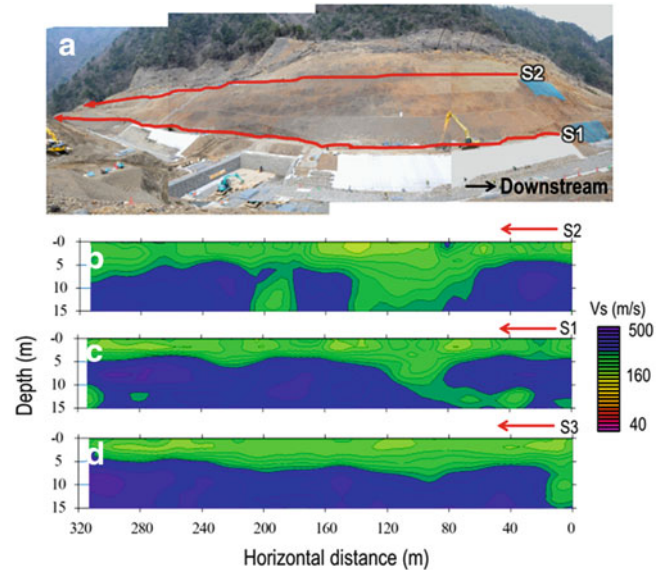 a
S2
S1
Downstream
S2
b
-0
5
10
15
S1
c
-0
5
10
15
S3
d
-0
5
10
15
Depth (m)
Vs (m/s)
500
160
40
320 280 240 200 160 120 80 40 0
Horizontal distance (m)